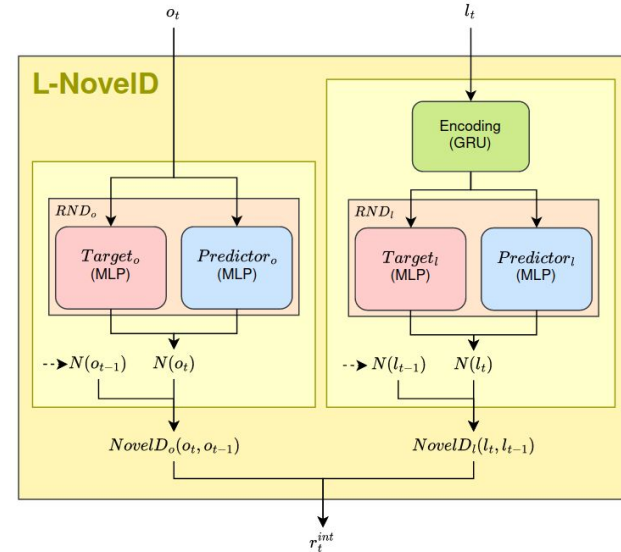 o_t
l_t
L-NovelD
Encoding
(GRU)
RND_o
Target_o
(MLP)
Predictor_o
(MLP)
RND_l
Target_l
(MLP)
Predictor_l
(MLP)
N(o_{t-1})
N(o_t)
N(l_{t-1})
N(l_t)
NovelD_o(o_t, o_{t-1})
NovelD_l(l_t, l_{t-1})
r_t^{int}